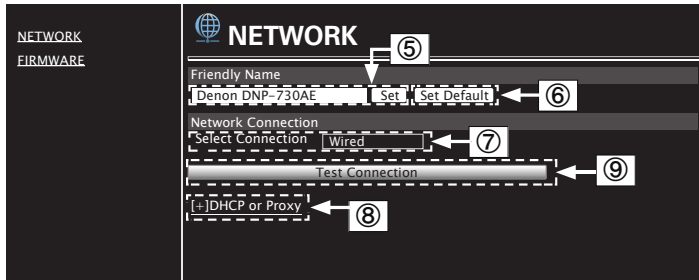 NETWORK
FIRMWARE
NETWORK
⑤
Friendly Name
Denon DNP-730AE Set Set Default ⑥
Network Connection
Select Connection Wired ⑦
Test Connection ⑨
[+]DHCP or Proxy ⑧